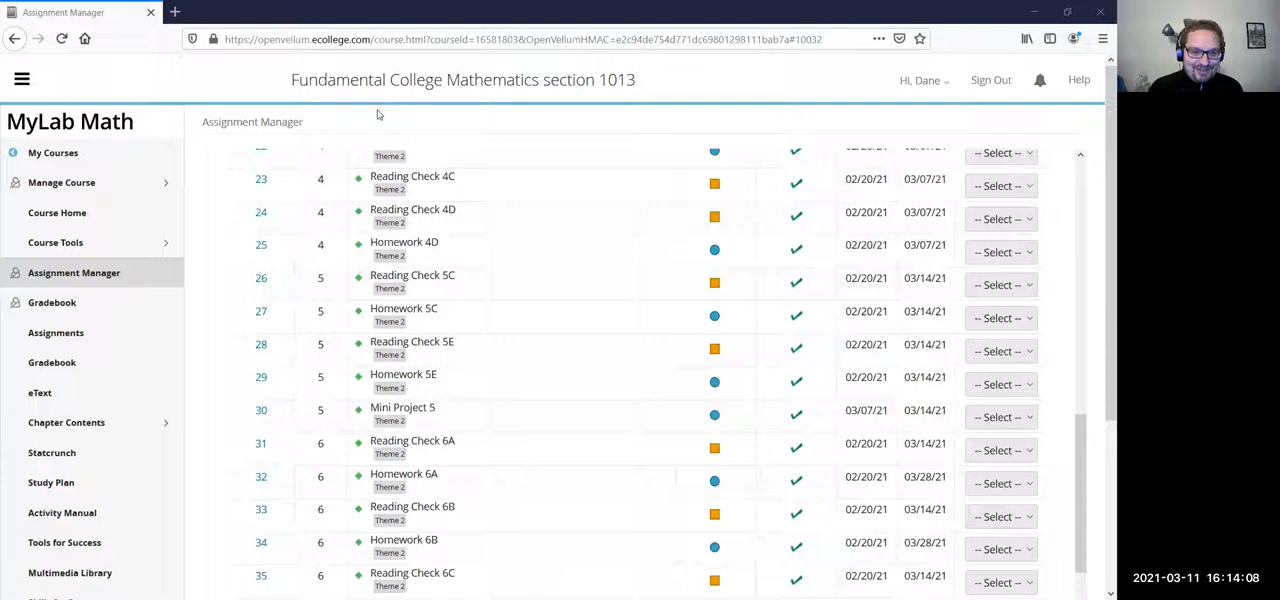 Assignment Manager
https://openvellum.ecollege.com/course.html?courseId=16581803&OpenVellumHMAC=e2c94de754d771dc69801298111bab7a#10032
Fundamental College Mathematics section 1013
Hi, Dane
Sign Out
Help
MyLab Math
My Courses
Manage Course
Course Home
Course Tools
Assignment Manager
Gradebook
Assignments
Gradebook
eText
Chapter Contents
Statcrunch
Study Plan
Activity Manual
Tools for Success
Multimedia Library
Assignment Manager
Theme 2 -- Select --
23 4 Reading Check 4C 02/20/21 03/07/21 -- Select --
Theme 2
24 4 Reading Check 4D 02/20/21 03/07/21 -- Select --
Theme 2
25 4 Homework 4D 02/20/21 03/07/21 -- Select --
Theme 2
26 5 Reading Check 5C 02/20/21 03/14/21 -- Select --
Theme 2
27 5 Homework 5C 02/20/21 03/14/21 -- Select --
Theme 2
28 5 Reading Check 5E 02/20/21 03/14/21 -- Select --
Theme 2
29 5 Homework 5E 02/20/21 03/14/21 -- Select --
Theme 2
30 5 Mini Project 5 03/07/21 03/14/21 -- Select --
Theme 2
31 6 Reading Check 6A 02/20/21 03/14/21 -- Select --
Theme 2
32 6 Homework 6A 02/20/21 03/28/21 -- Select --
Theme 2
33 6 Reading Check 6B 02/20/21 03/14/21 -- Select --
Theme 2
34 6 Homework 6B 02/20/21 03/28/21 -- Select --
Theme 2
35 6 Reading Check 6C 02/20/21 03/14/21 -- Select --
Theme 2
2021-03-11 16:14:08